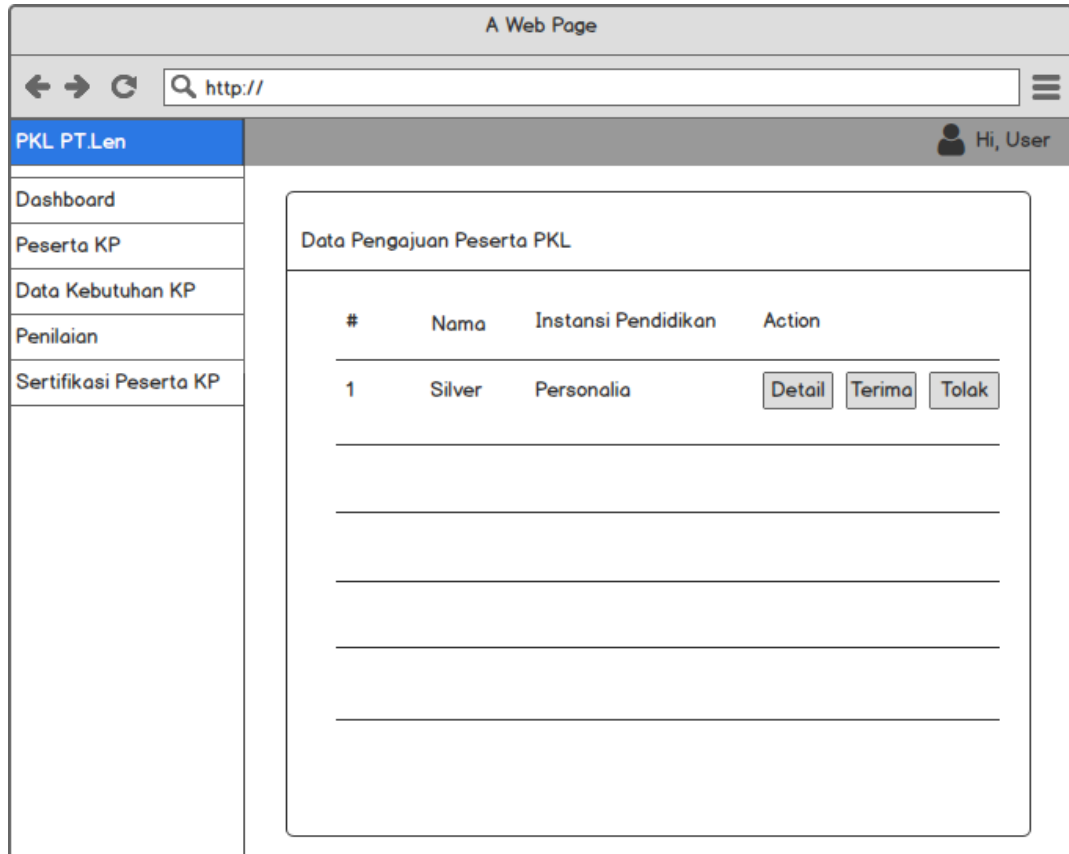 A Web Page
http://
PKL PT.Len
Hi, User
Dashboard
Peserta KP
Data Kebutuhan KP
Penilaian
Sertifikasi Peserta KP
Data Pengajuan Peserta PKL
# Nama Instansi Pendidikan Action
1 Silver Personalia Detail Terima Tolak